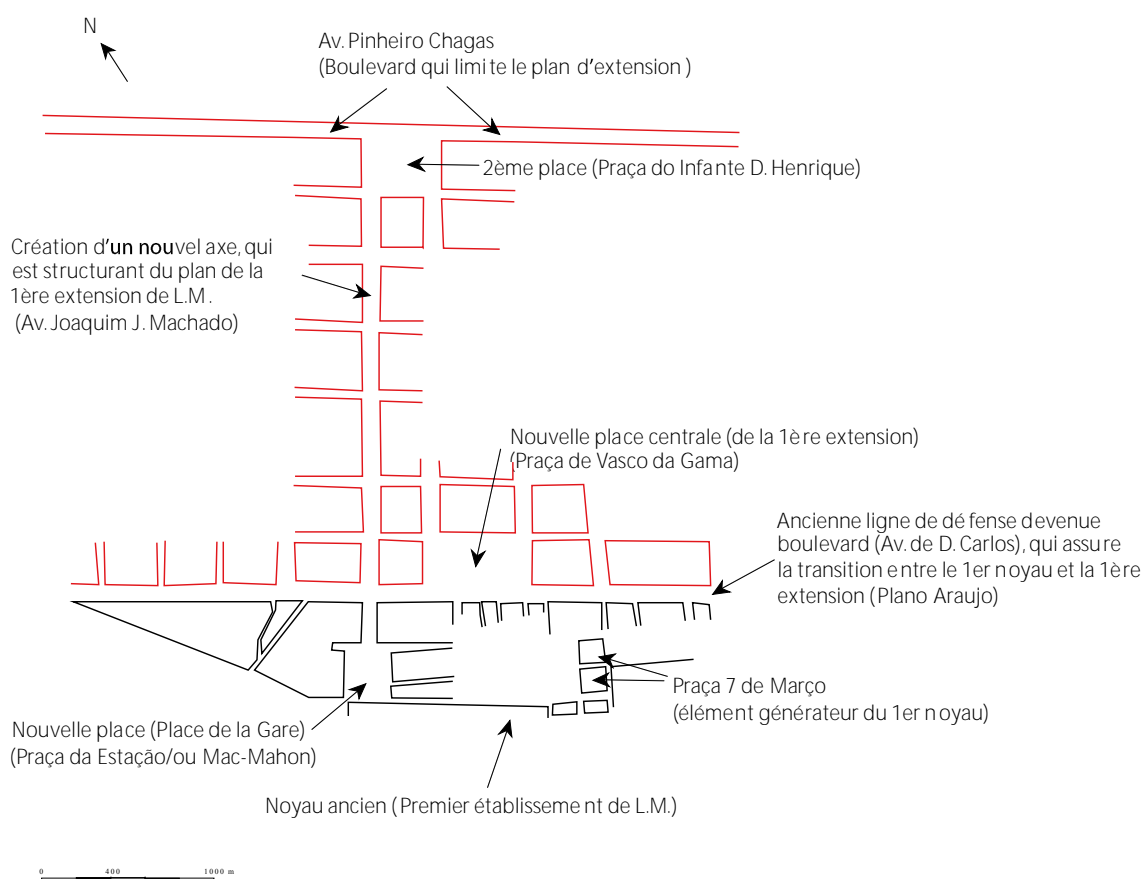 N
Av. Pinheiro Chagas
(Boulevard qui limite le plan d'extension )
2ème place (Praça do Infante D. Henrique)
Création d'un nouvel axe, qui
est structurant du plan de la
1ère extension de L.M .
(Av. Joaquim J. Machado)
Nouvelle place centrale (de la 1ère extension)
(Praça de Vasco da Gama)
Ancienne ligne de défense devenue
boulevard (Av. de D. Carlos), qui assure
la transition entre le 1er noyau et la 1ère
extension (Plano Araujo)
Praça 7 de Março
(élément générateur du 1er noyau)
Nouvelle place (Place de la Gare)
(Praça da Estação/ou Mac-Mahon)
Noyau ancien (Premier établissement de L.M.)
0 400 1000 m